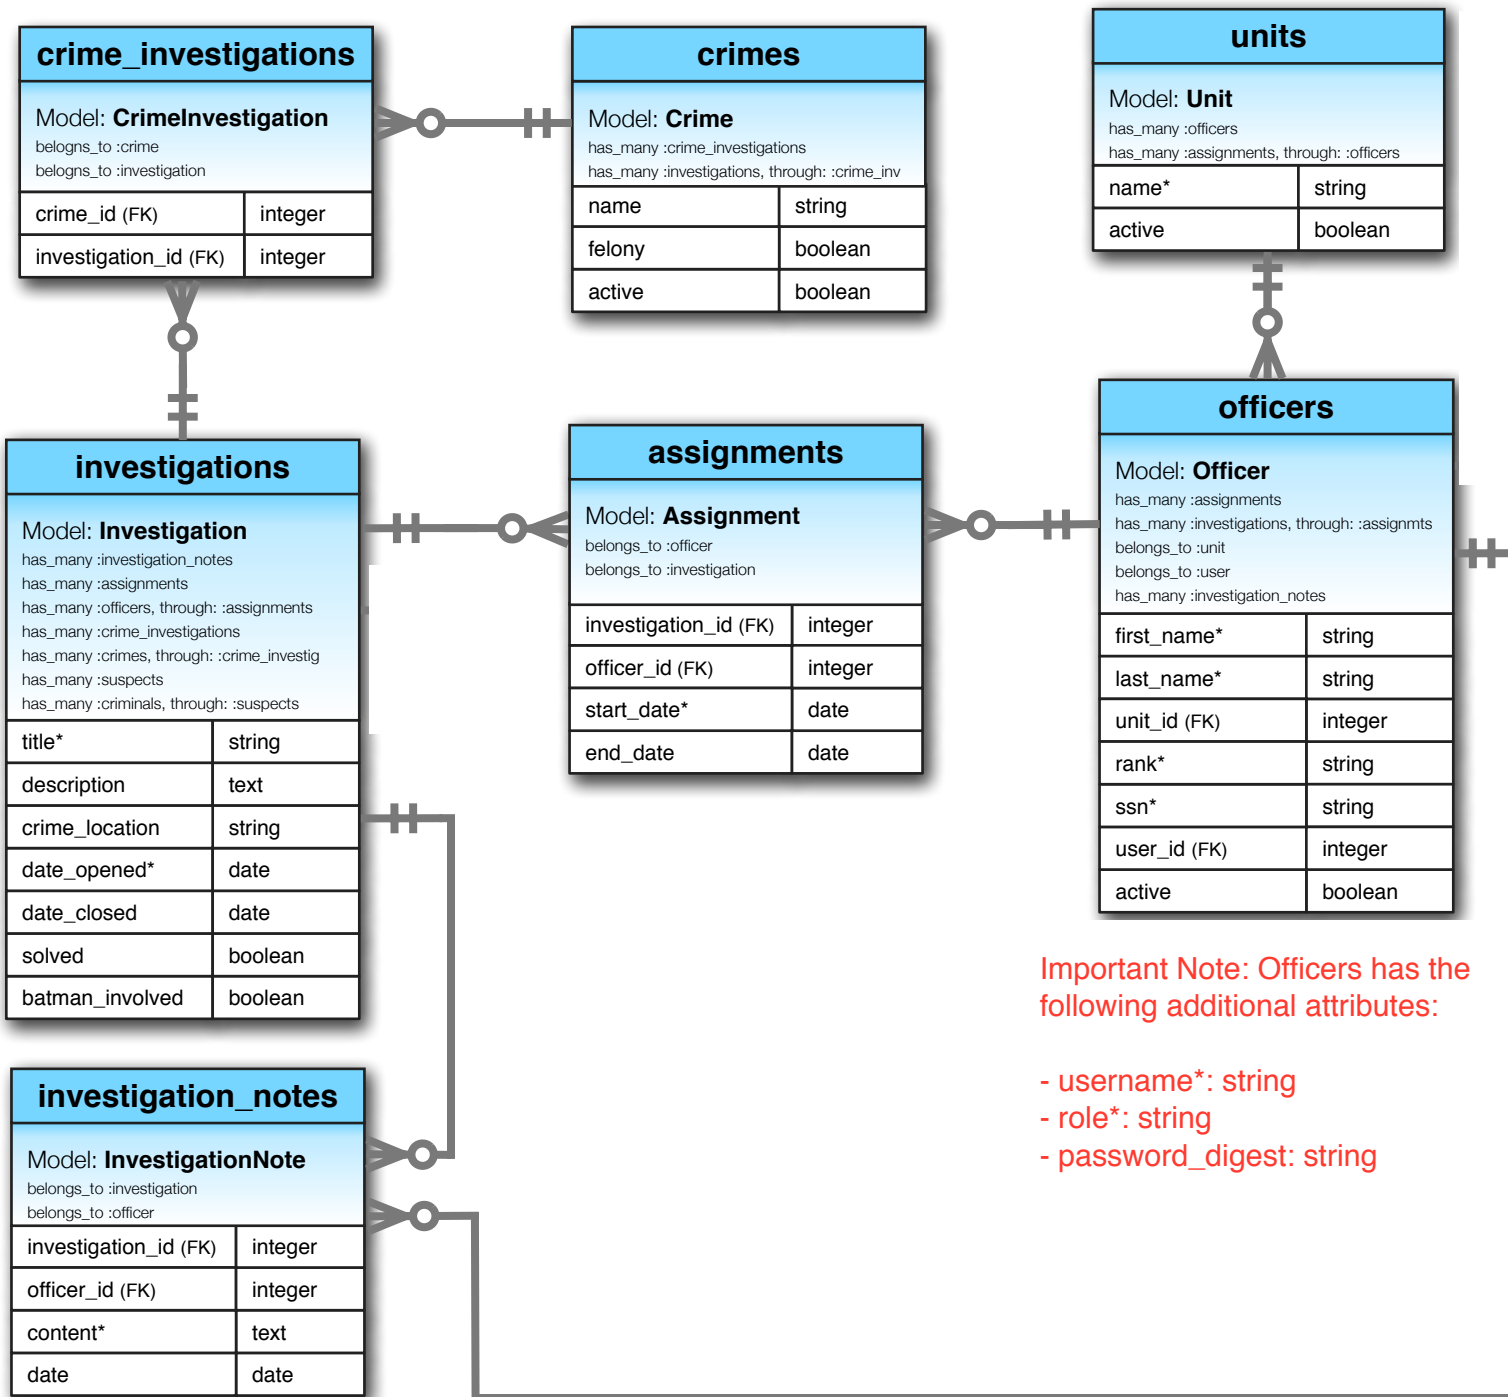 crime_investigations
Model: CrimeInvestigation
belogns_to :crime
belogns_to :investigation
crime_id (FK) integer
investigation_id (FK) integer
crimes
Model: Crime
has_many :crime_investigations
has_many :investigations, through: :crime_inv
name string
felony boolean
active boolean
units
Model: Unit
has_many :officers
has_many :assignments, through: :officers
name* string
active boolean
investigations
Model: Investigation
has_many :investigation_notes
has_many :assignments
has_many :officers, through: :assignments
has_many :crime_investigations
has_many :crimes, through: :crime_investig
has_many :suspects
has_many :criminals, through: :suspects
title* string
description text
crime_location string
date_opened* date
date_closed date
solved boolean
batman_involved boolean
assignments
Model: Assignment
belongs_to :officer
belongs_to :investigation
investigation_id (FK) integer
officer_id (FK) integer
start_date* date
end_date date
officers
Model: Officer
has_many :assignments
has_many :investigations, through: :assignmts
belongs_to :unit
belongs_to :user
has_many :investigation_notes
first_name* string
last_name* string
unit_id (FK) integer
rank* string
ssn* string
user_id (FK) integer
active boolean
Important Note: Officers has the
following additional attributes:
- username*: string
- role*: string
- password_digest: string
investigation_notes
Model: InvestigationNote
belongs_to :investigation
belongs_to :officer
investigation_id (FK) integer
officer_id (FK) integer
content* text
date date